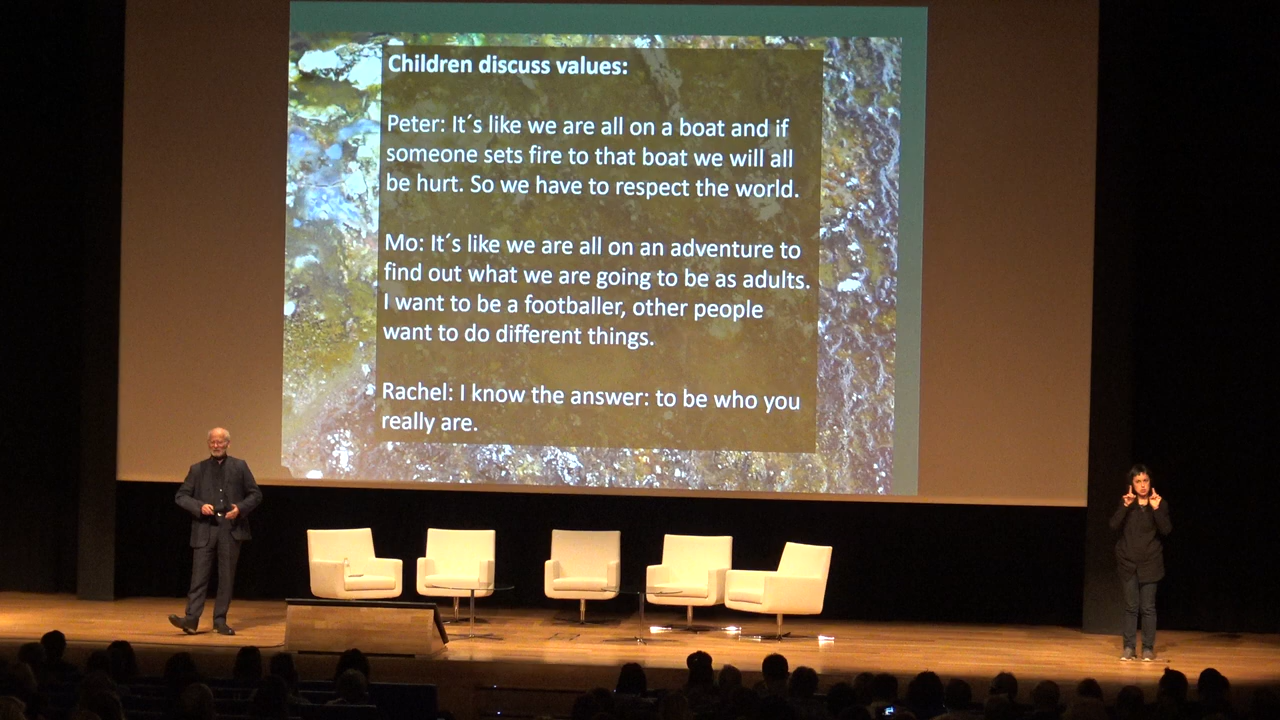 Children discuss values:
Peter: It´s like we are all on a boat and if
someone sets fire to that boat we will all
be hurt. So we have to respect the world.
Mo: It´s like we are all on an adventure to
find out what we are going to be as adults.
I want to be a footballer, other people
want to do different things.
Rachel: I know the answer: to be who you
really are.